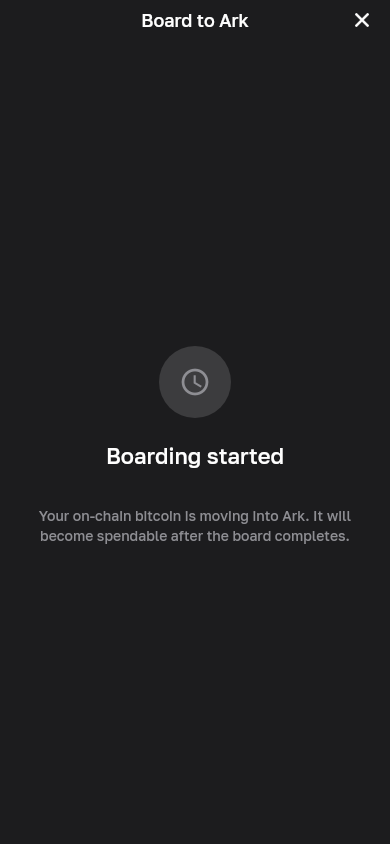 Board to Ark
Boarding started
Your on-chain bitcoin is moving into Ark. It will
become spendable after the board completes.